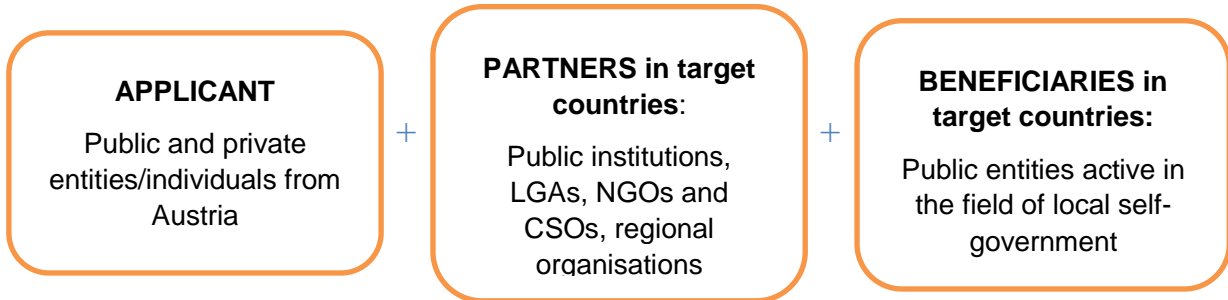 APPLICANT
Public and private
entities/individuals from
Austria
+
PARTNERS in target
countries:
Public institutions,
LGAs, NGOs and
CSOs, regional
organisations
+
BENEFICIARIES in
target countries:
Public entities active in
the field of local self-
government